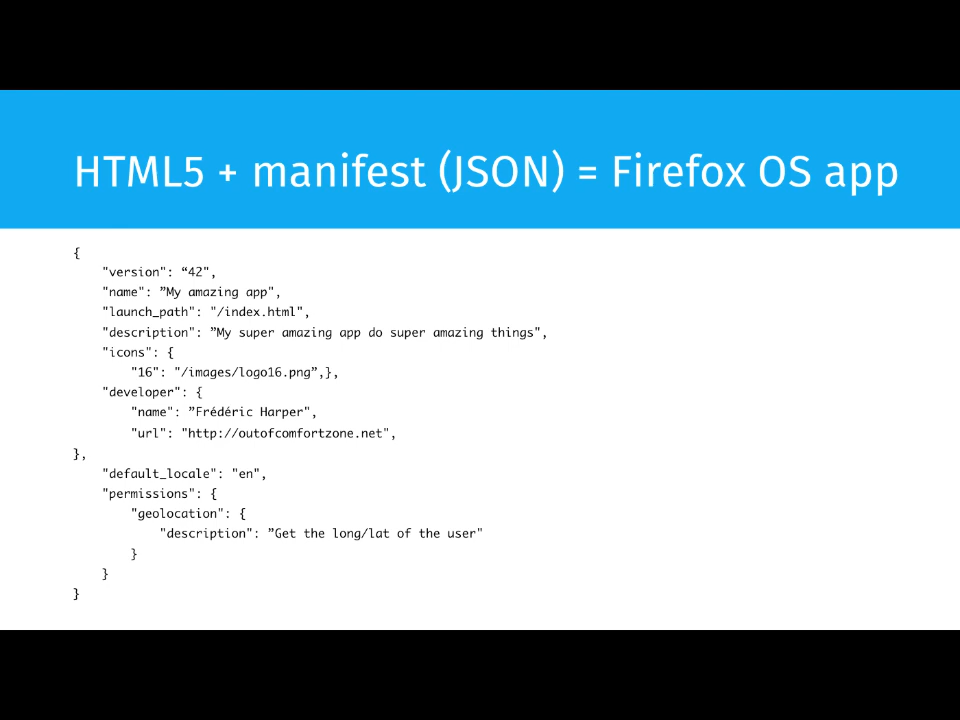 HTML5 + manifest (JSON) = Firefox OS app
{
"version": “42",
"name": ”My amazing app",
"launch_path": "/index.html",
"description": ”My super amazing app do super amazing things",
"icons": {
"16": "/images/logo16.png”,},
"developer": {
"name": ”Frédéric Harper",
"url": "http://outofcomfortzone.net",
},
"default_locale": "en",
"permissions": {
"geolocation": {
"description": ”Get the long/lat of the user"
}
}
}